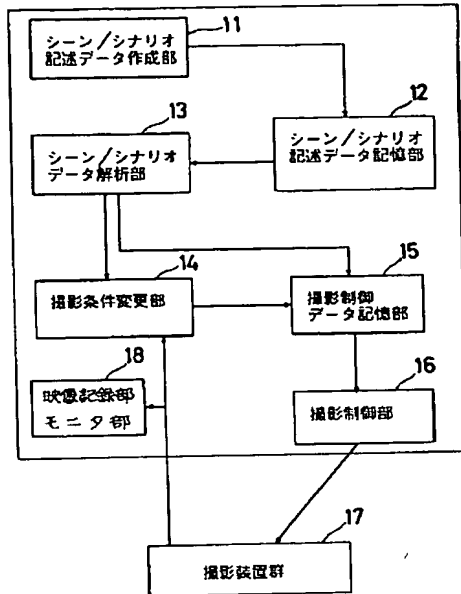 11
シーン/シナリオ
記述データ作成部
12
シーン/シナリオ
記述データ記憶部
13
シーン/シナリオ
データ解析部
14
撮影条件変更部
15
撮影制御
データ記憶部
18
映像記録部
モニタ部
16
撮影制御部
17
撮影装置群